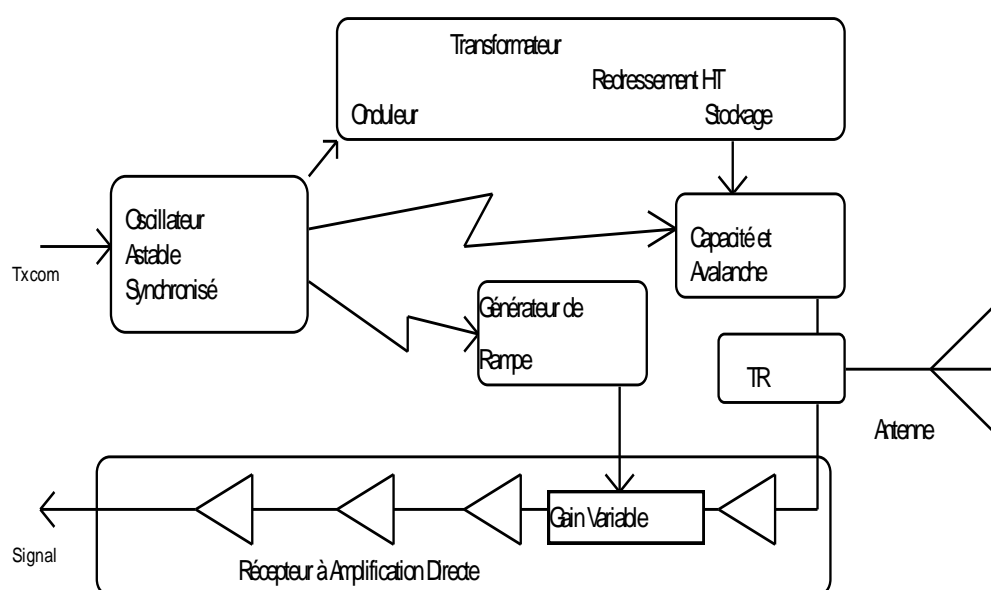 Transformateur
Redressement HT
Onduleur
Stockage
Oscillateur
Astable
Synchronisé
Txcom
Capacité et
Avalanche
Générateur de
Rampe
TR
Antenne
Gain Variable
Signal
Récepteur à Amplification Directe